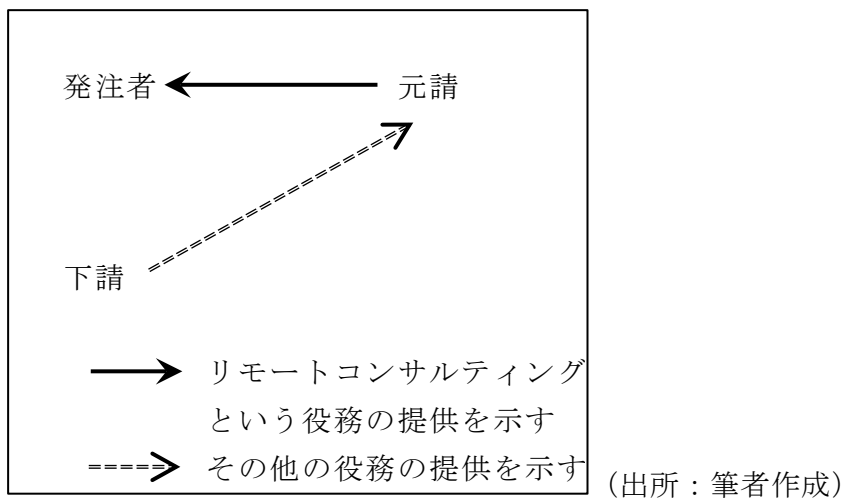 発注者 元請
下請
リモートコンサルティング
という役務の提供を示す
その他の役務の提供を示す
（出所：筆者作成）